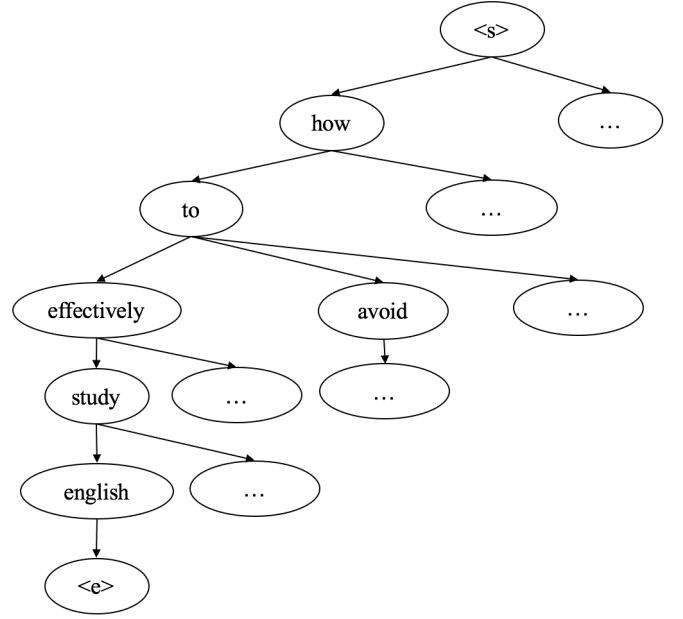 <s>
how
…
to
…
effectively
avoid
…
study
…
…
english
…
<e>